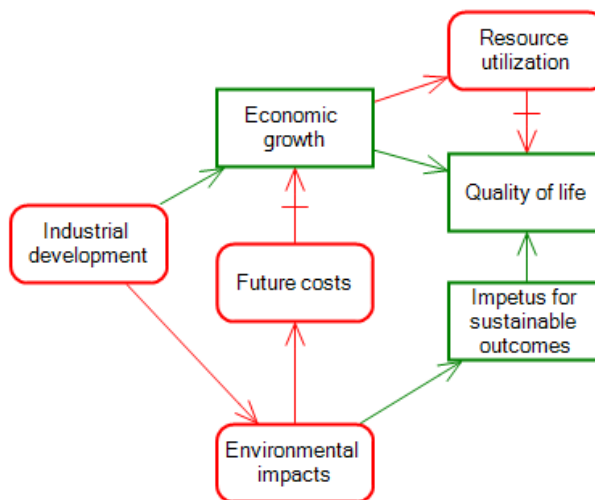 Resource
utilization
Economic
growth
Quality of life
Industrial
development
Future costs
Impetus for
sustainable
outcomes
Environmental
impacts